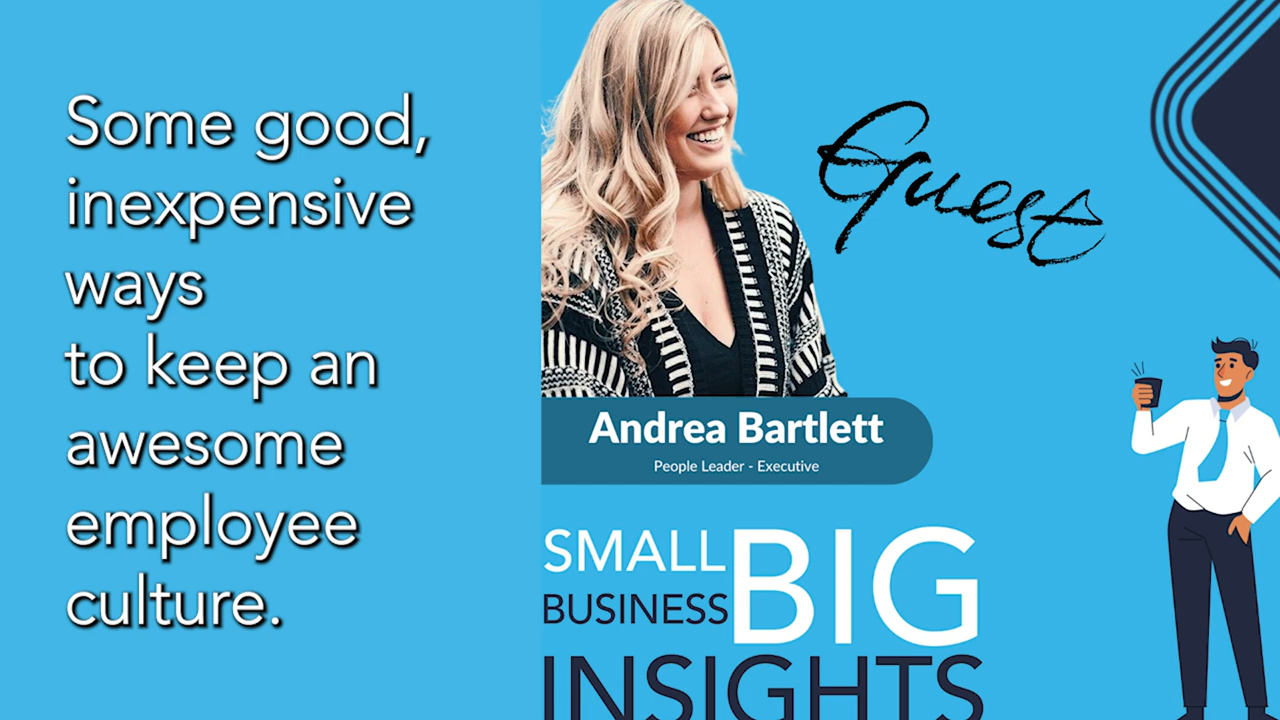 Some good,
inexpensive
ways
to keep an
awesome
employee
culture.
Guest
Andrea Bartlett
People Leader - Executive
SMALL
BUSINESS
BIG
INSIGHTS